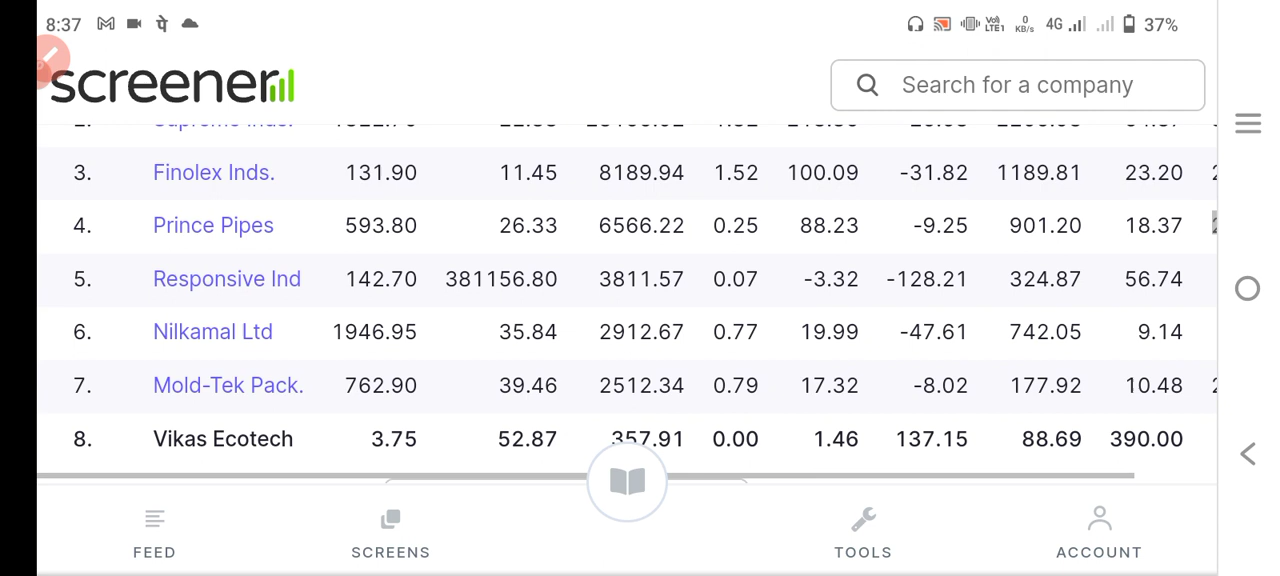 8:37 पे Vo) LTE1 0 KB/s 4G 37%
screener Search for a company
3. Finolex Inds. 131.90 11.45 8189.94 1.52 100.09 -31.82 1189.81 23.20
4. Prince Pipes 593.80 26.33 6566.22 0.25 88.23 -9.25 901.20 18.37
5. Responsive Ind 142.70 381156.80 3811.57 0.07 -3.32 -128.21 324.87 56.74
6. Nilkamal Ltd 1946.95 35.84 2912.67 0.77 19.99 -47.61 742.05 9.14
7. Mold-Tek Pack. 762.90 39.46 2512.34 0.79 17.32 -8.02 177.92 10.48
8. Vikas Ecotech 3.75 52.87 357.91 0.00 1.46 137.15 88.69 390.00
FEED SCREENS TOOLS ACCOUNT